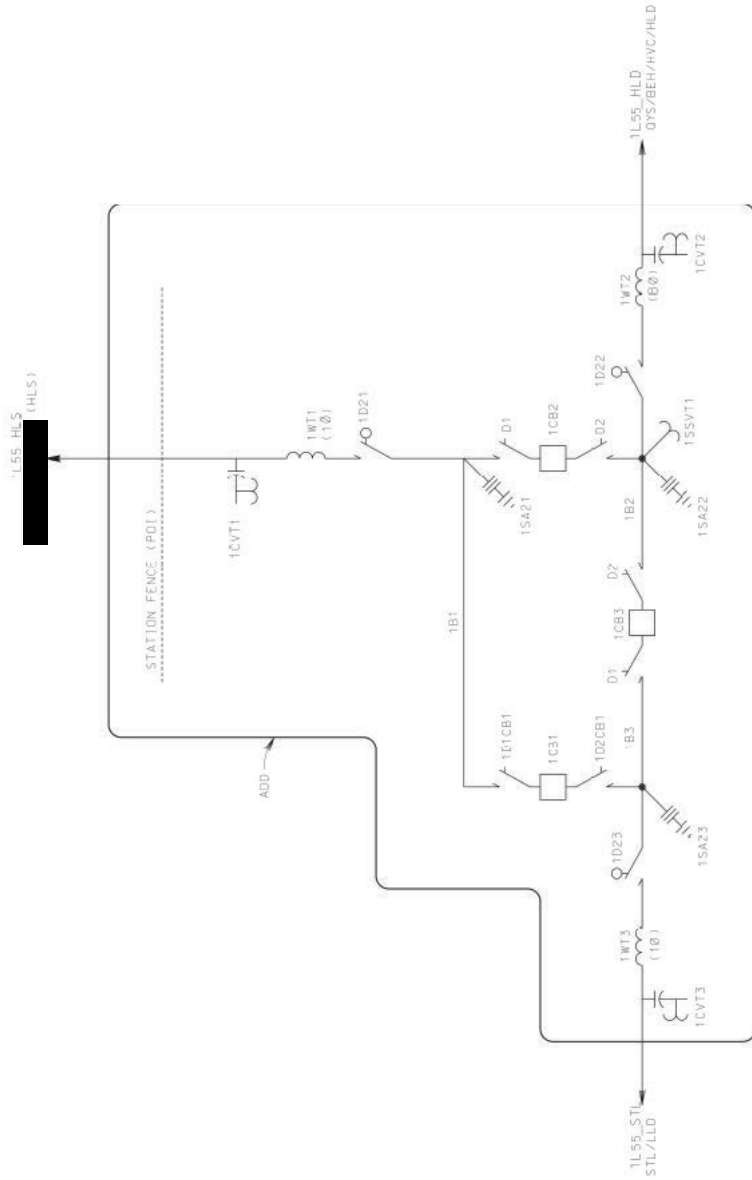 1L55_HLS
(HLS)
STATION FENCE (POI)
1CVT1
1WT1
(1Ø)
1D21
1SA21
1B1
ADD
D1
1CB2
D2
1D22
1WT2
(BØ)
1CVT2
1L55_HLD
QYS/BEH/HVC/HLD
1SSVT1
1SA22
1B2
D2
1CB3
D1
1B3
1D1CB1
1C31
1D2CB1
1SA23
1D23
1WT3
(1Ø)
1CVT3
1L55_STL
STL/LLD